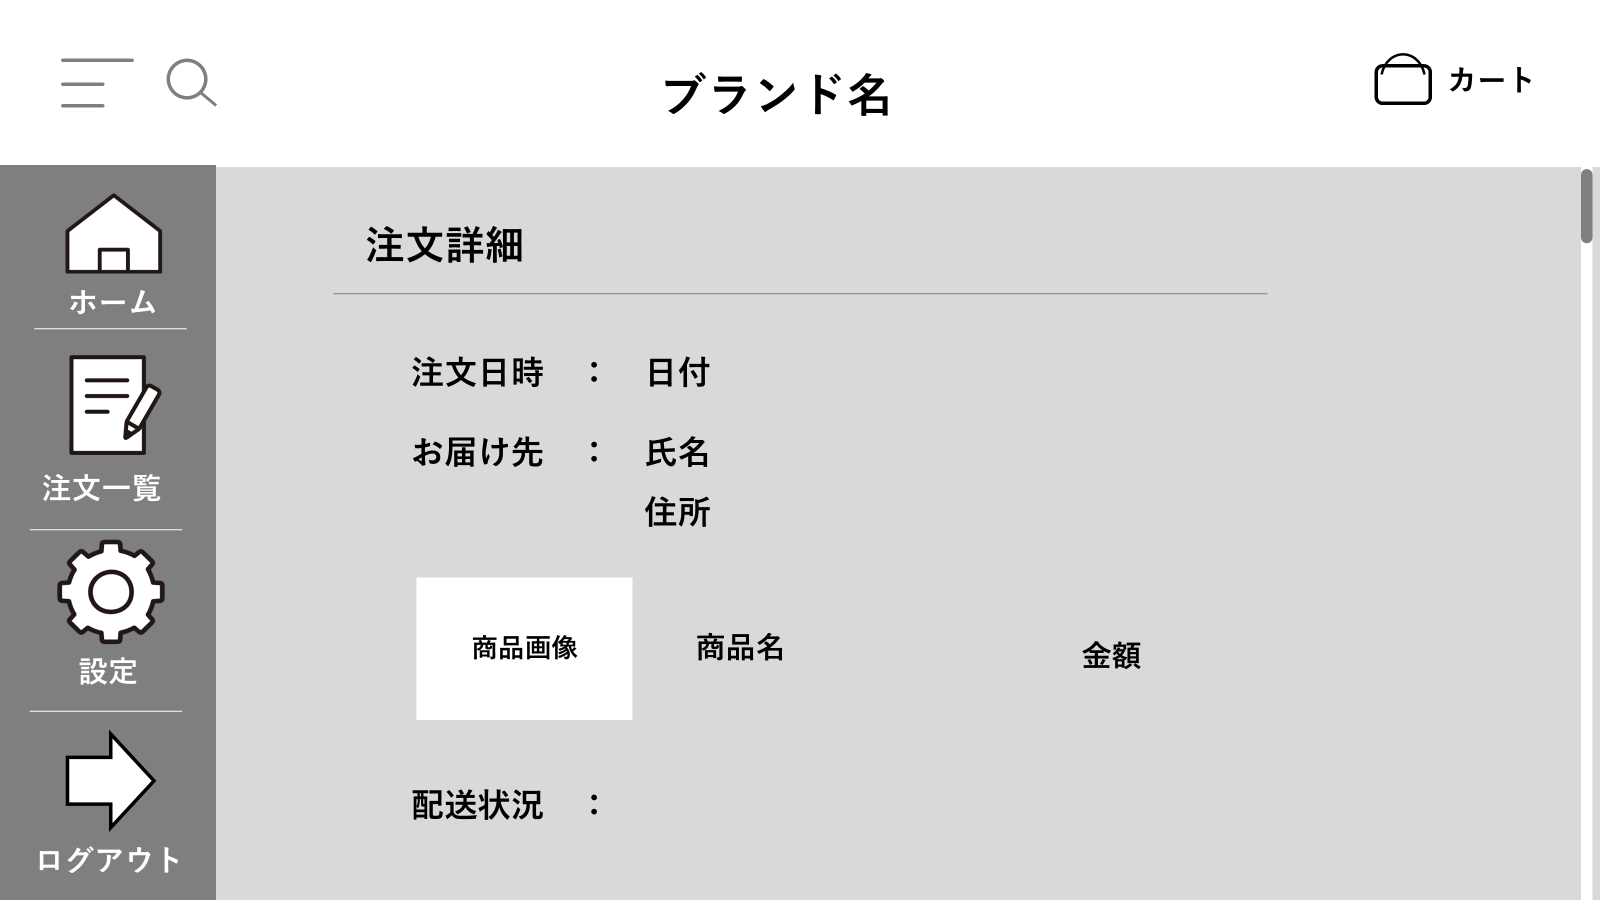 ブランド名
カート
ホーム
注文一覧
設定
ログアウト
注文詳細
注文日時 : 日付
お届け先 : 氏名
住所
商品画像 商品名 金額
配送状況 :